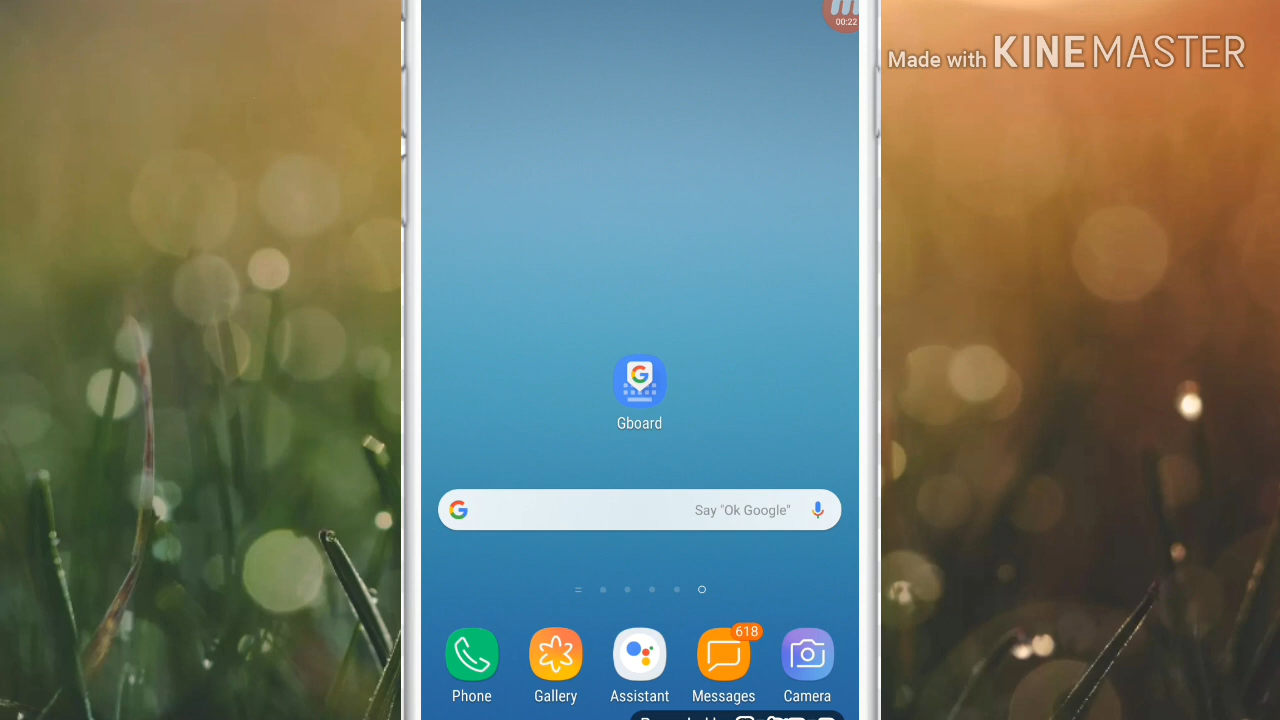 00:22
Made with KINEMASTER
G
Gboard
G
Say "Ok Google"
618
Phone
Gallery
Assistant
Messages
Camera